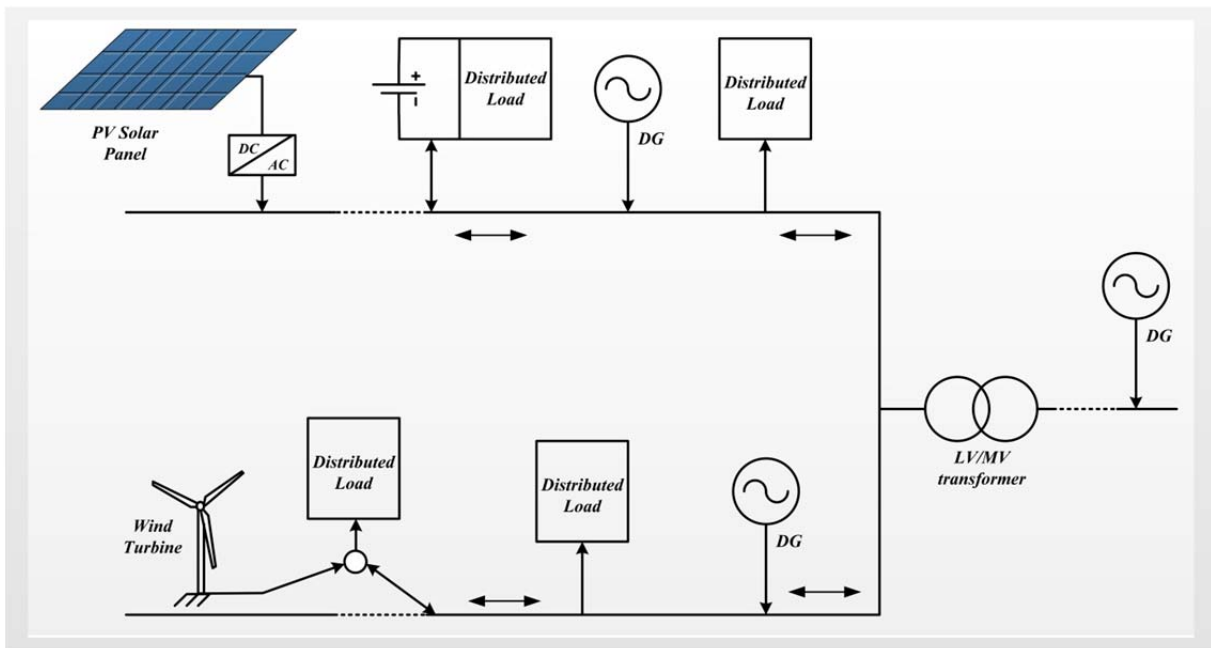 PV Solar
Panel
DC
AC
+
-
Distributed
Load
DG
Distributed
Load
DG
LV/MV
transformer
Distributed
Load
Distributed
Load
DG
Wind
Turbine